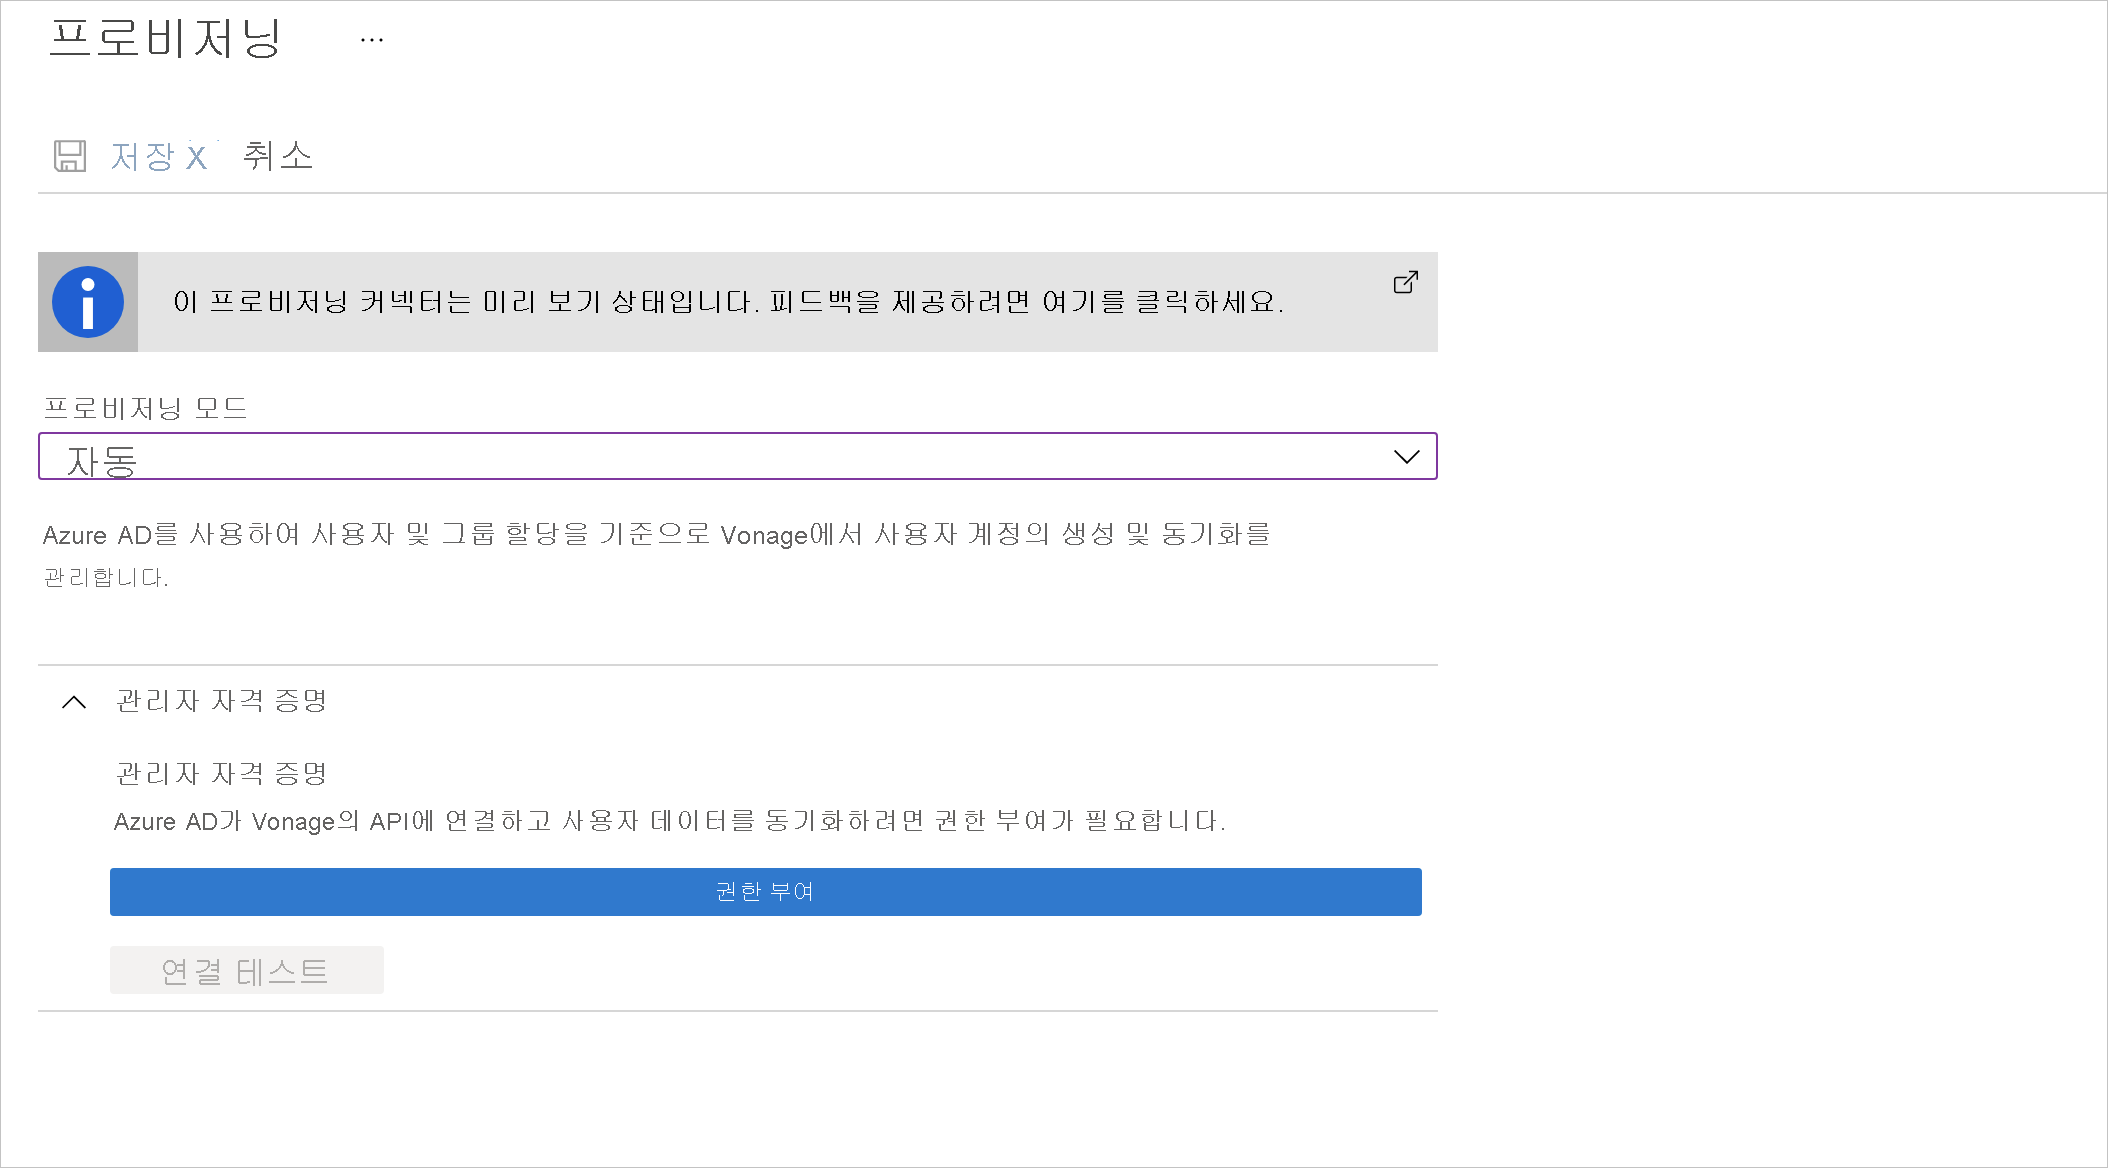 프로비저닝 ...
저장 X 취소
이 프로비저닝 커넥터는 미리 보기 상태입니다. 피드백을 제공하려면 여기를 클릭하세요.
프로비저닝 모드
자동
Azure AD를 사용하여 사용자 및 그룹 할당을 기준으로 Vonage에서 사용자 계정의 생성 및 동기화를
관리합니다.
관리자 자격 증명
관리자 자격 증명
Azure AD가 Vonage의 API에 연결하고 사용자 데이터를 동기화하려면 권한 부여가 필요합니다.
권한 부여
연결 테스트